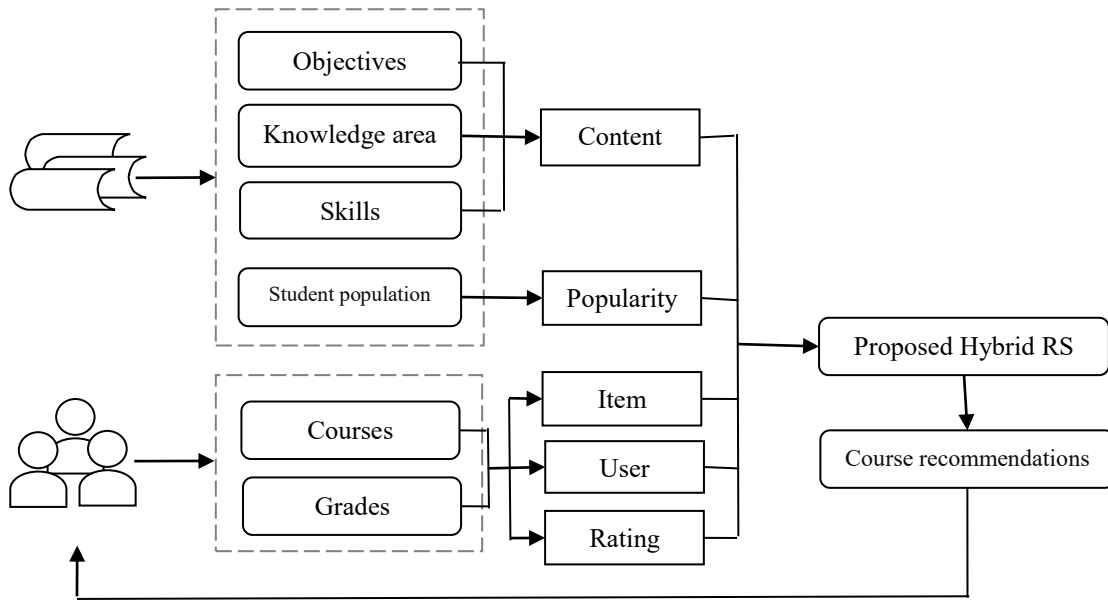 Objectives
Knowledge area
Skills
Student population
Content
Popularity
Courses
Grades
Item
User
Rating
Proposed Hybrid RS
Course recommendations